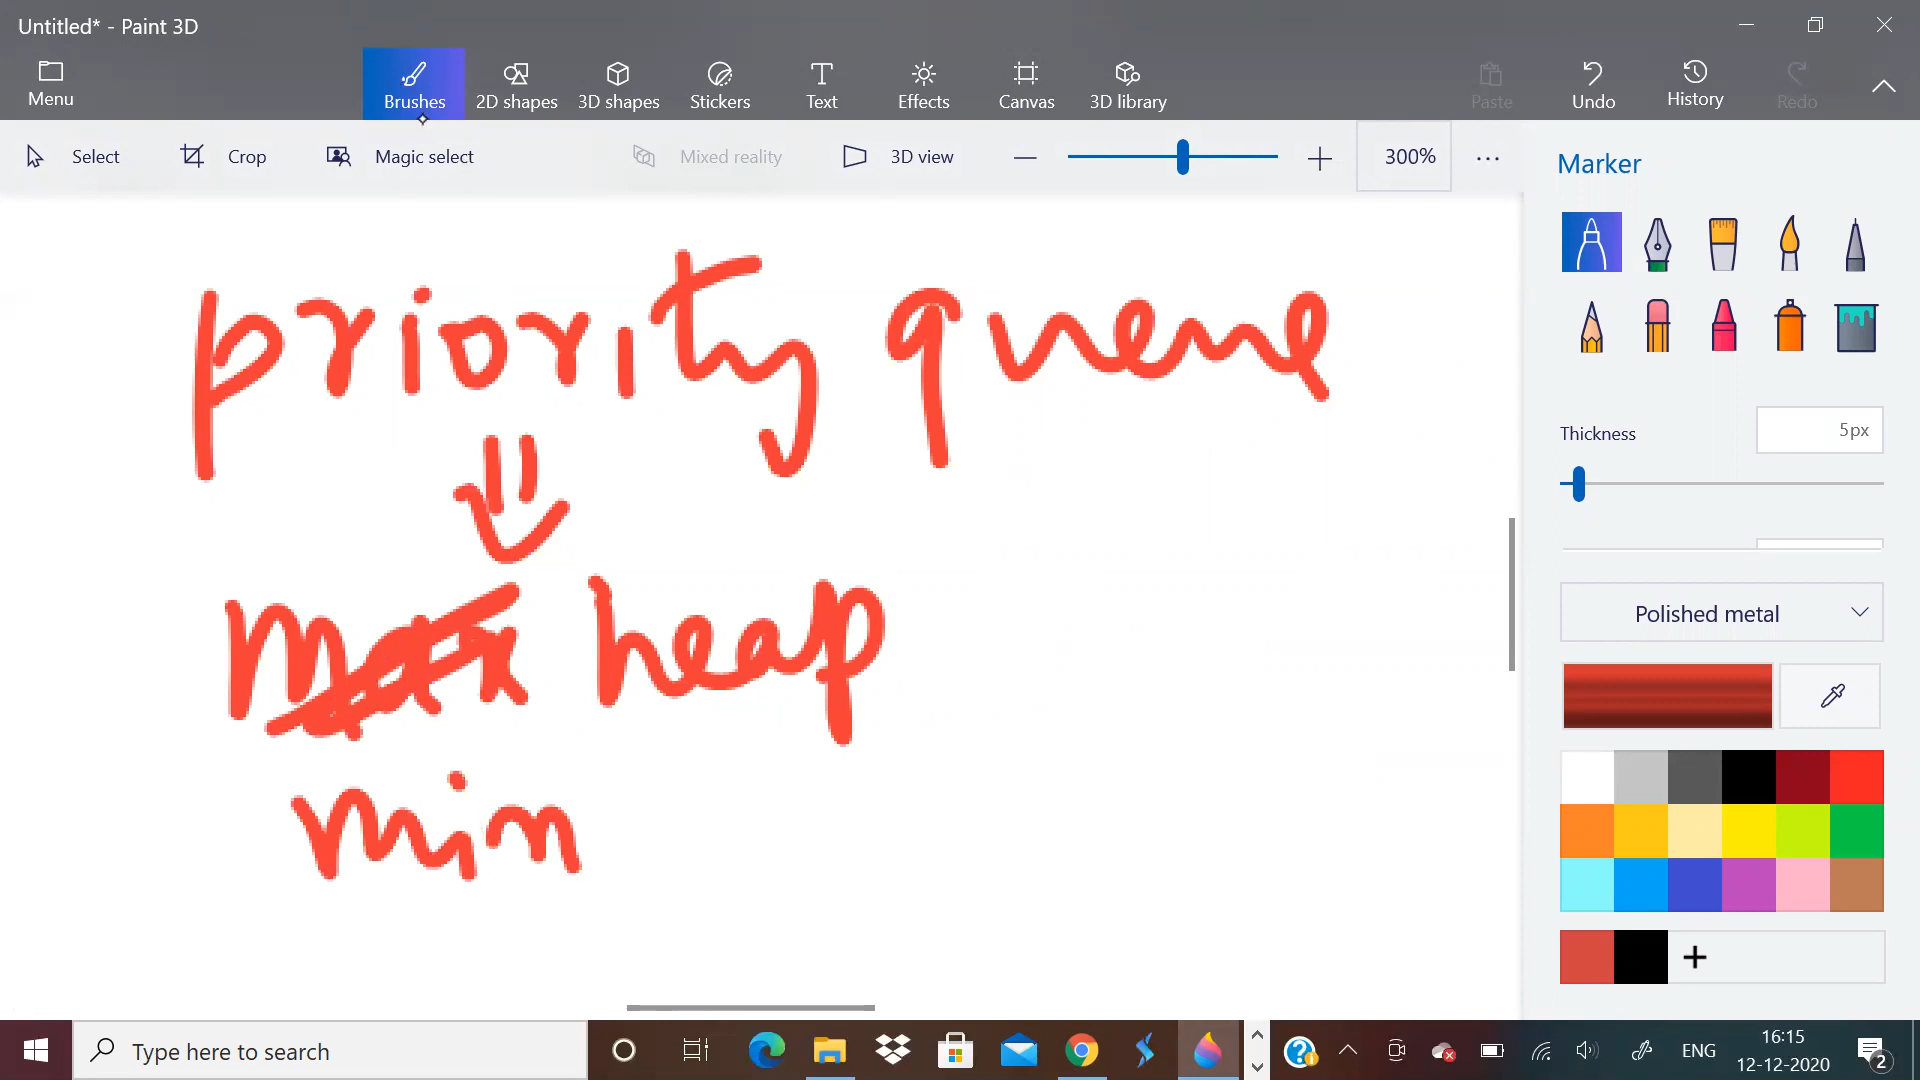 Untitled* - Paint 3D
Menu
Brushes
2D shapes
3D shapes
Stickers
Text
Effects
Canvas
3D library
Paste
Undo
History
Redo
Select
Crop
Magic select
Mixed reality
3D view
300%
Marker
priority queue
Thickness
5px
max heap
min
Polished metal
Type here to search
ENG
16:15
12-12-2020
2